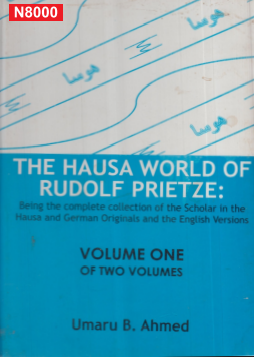 N8000
هوسا
هوسا
هوسا
THE HAUSA WORLD OF
RUDOLF PRIETZE:
Being the complete collection of the Scholar in the
Hausa and German Originals and the English Versions
VOLUME ONE
OF TWO VOLUMES
Umaru B. Ahmed